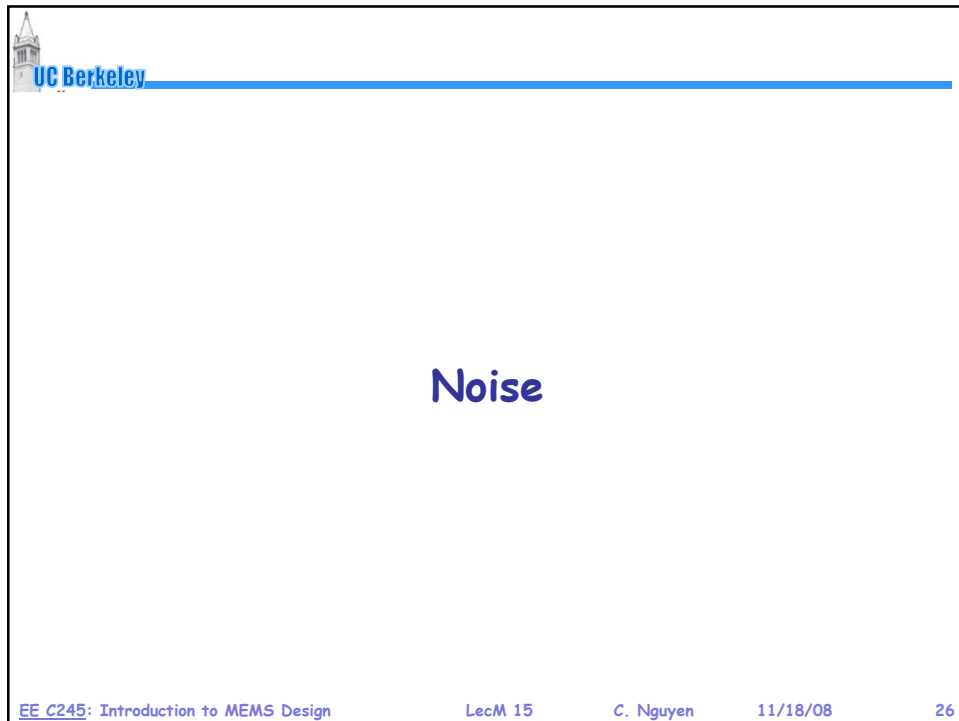 UC Berkeley
Noise
EE C245: Introduction to MEMS Design LecM 15 C. Nguyen 11/18/08 26